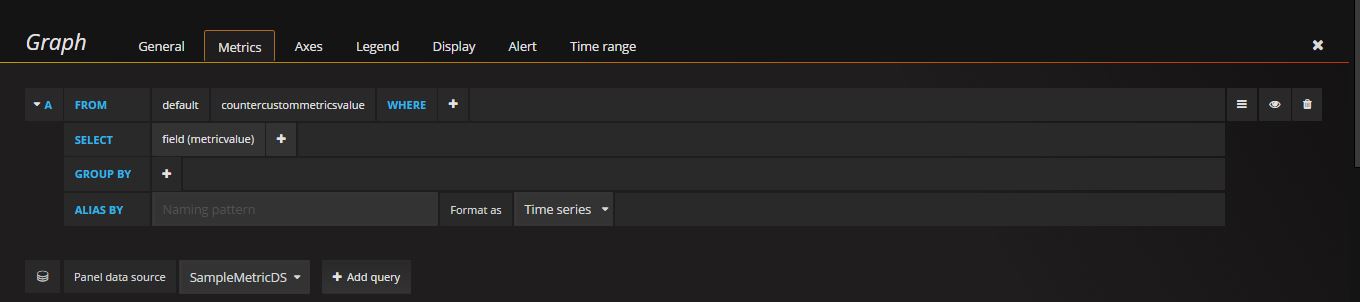 Graph General Metrics Axes Legend Display Alert Time range
A FROM default countercustommetricsvalue WHERE
SELECT field (metricvalue)
GROUP BY
ALIAS BY Naming pattern Format as Time series
Panel data source SampleMetricDS Add query